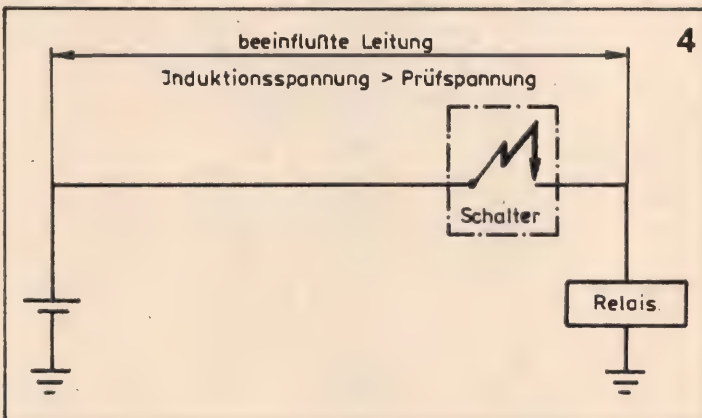 beeinflußte Leitung
4
Induktionsspannung > Prüfspannung
Schalter
Relais